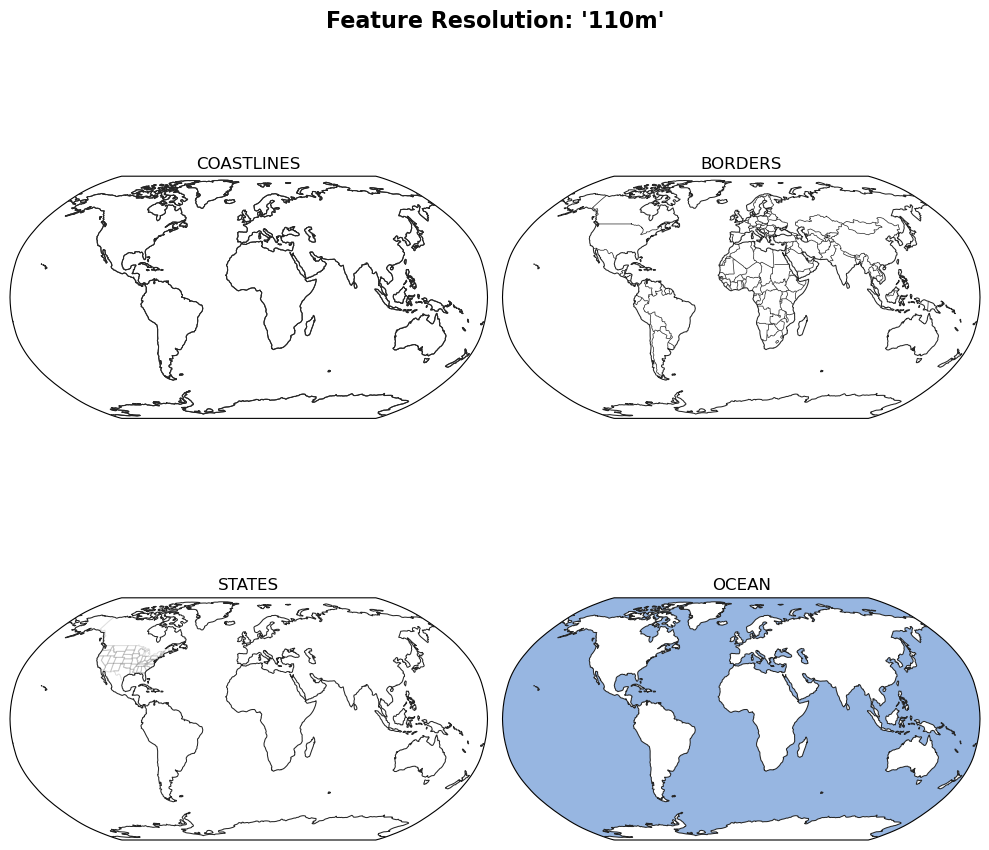 Feature Resolution: '110m'
COASTLINES
BORDERS
STATES
OCEAN